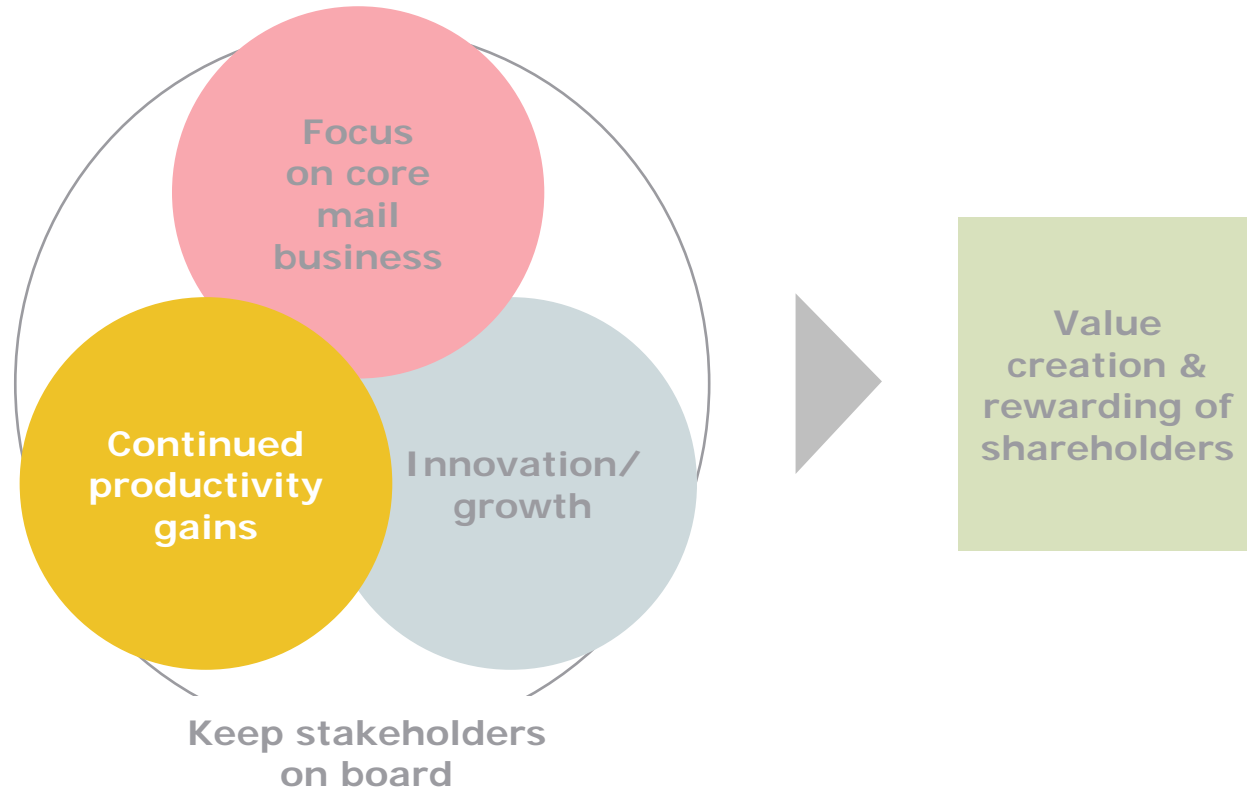 Focus
on core
mail
business
Continued
productivity
gains
Innovation/
growth
Keep stakeholders
on board
Value
creation &
rewarding of
shareholders